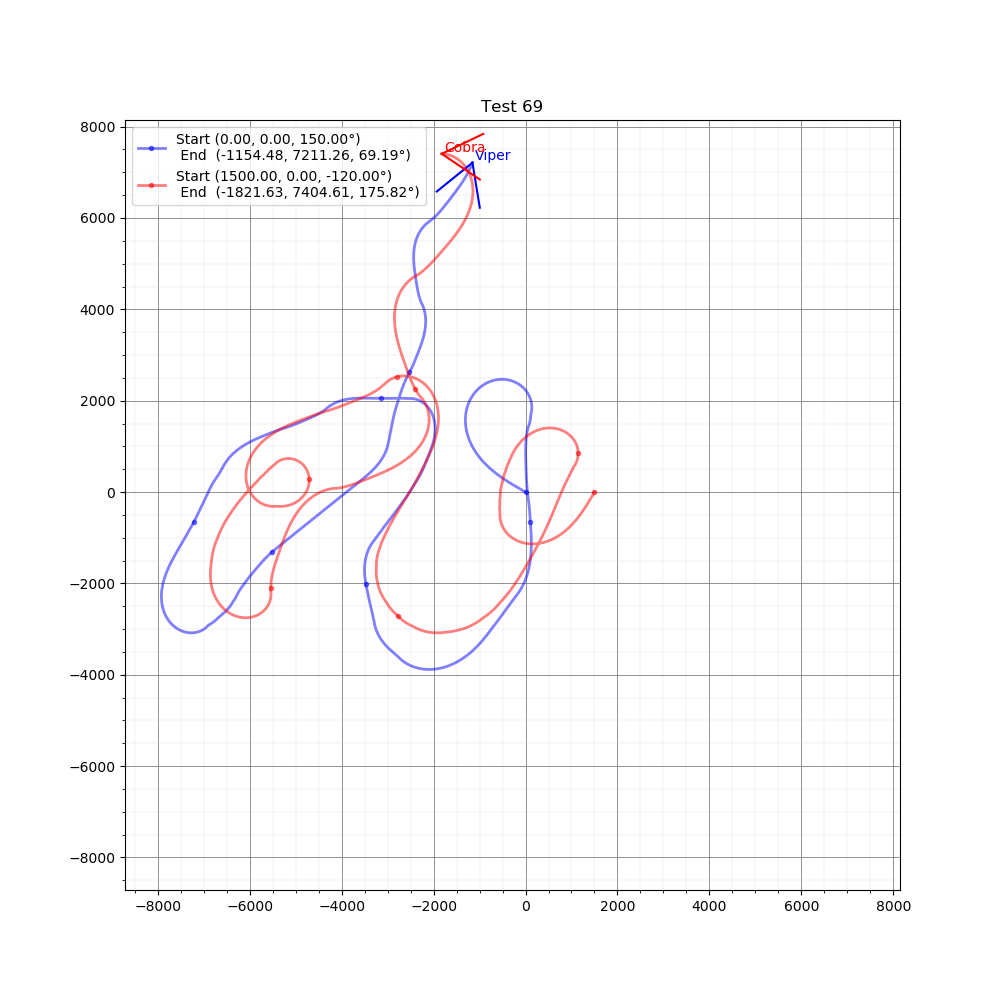 Test 69
Start (0.00, 0.00, 150.00°)
End (-1154.48, 7211.26, 69.19°)
Start (1500.00, 0.00, -120.00°)
End (-1821.63, 7404.61, 175.82°)
Cobra
Viper
8000
6000
4000
2000
0
−2000
−4000
−6000
−8000
−8000 −6000 −4000 −2000 0 2000 4000 6000 8000